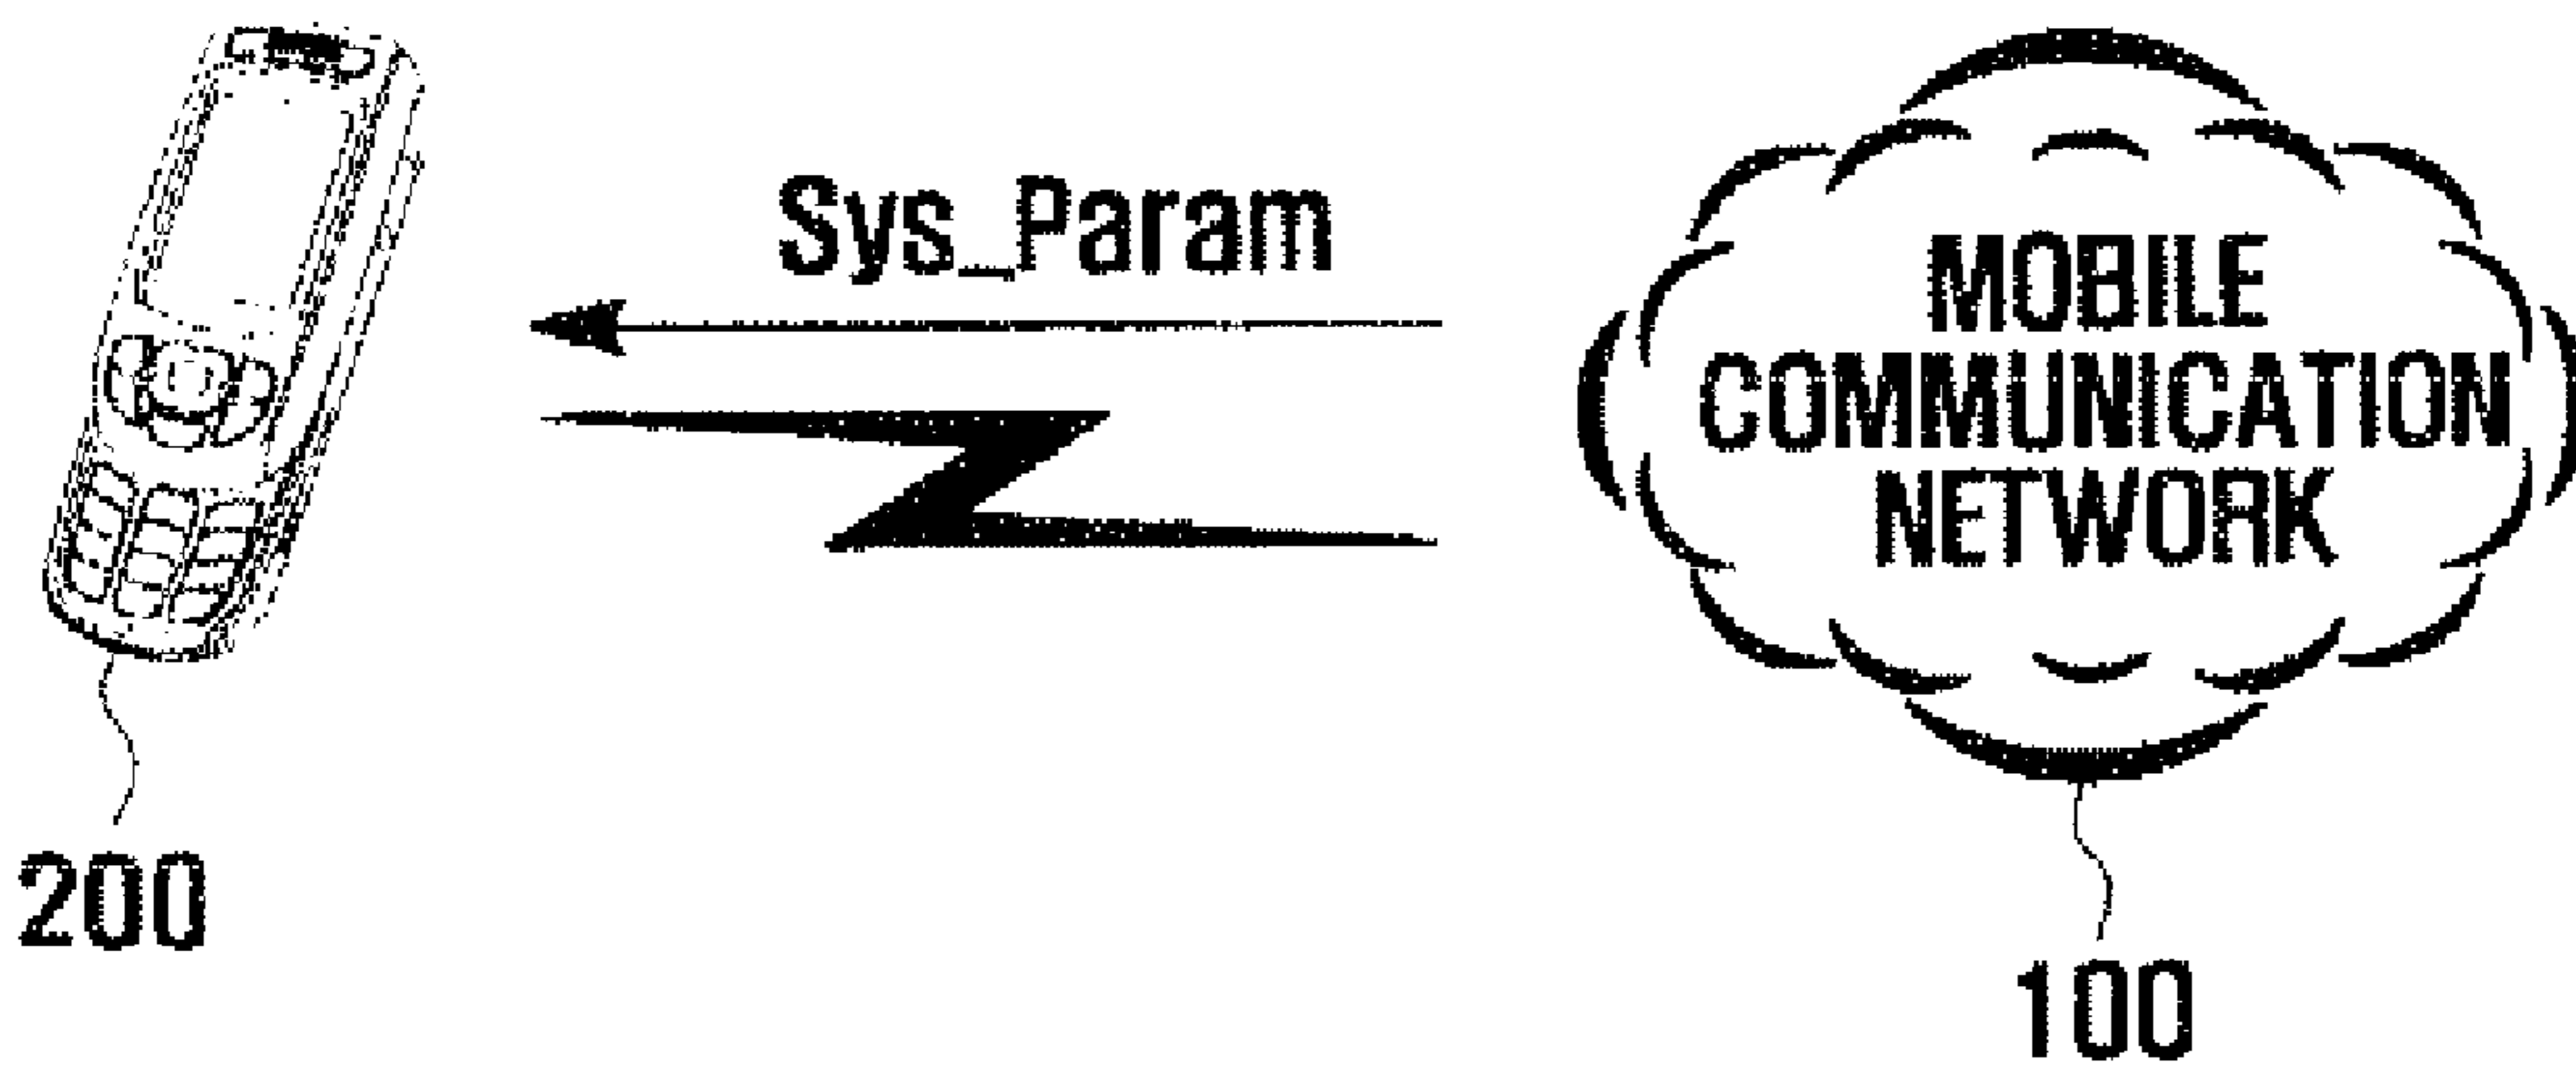 Sys_Param
MOBILE
COMMUNICATION
NETWORK
200
100